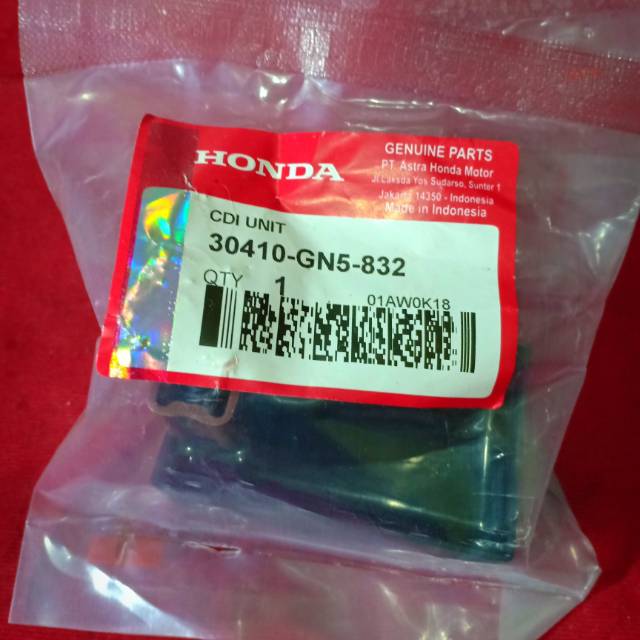 HONDA
GENUINE PARTS
PT. Astra Honda Motor
Jl Laksda Yos Sudarso, Sunter 1
Jakarta 14350 - Indonesia
Made in Indonesia
CDI UNIT
30410-GN5-832
QTY 1
01AW0K18